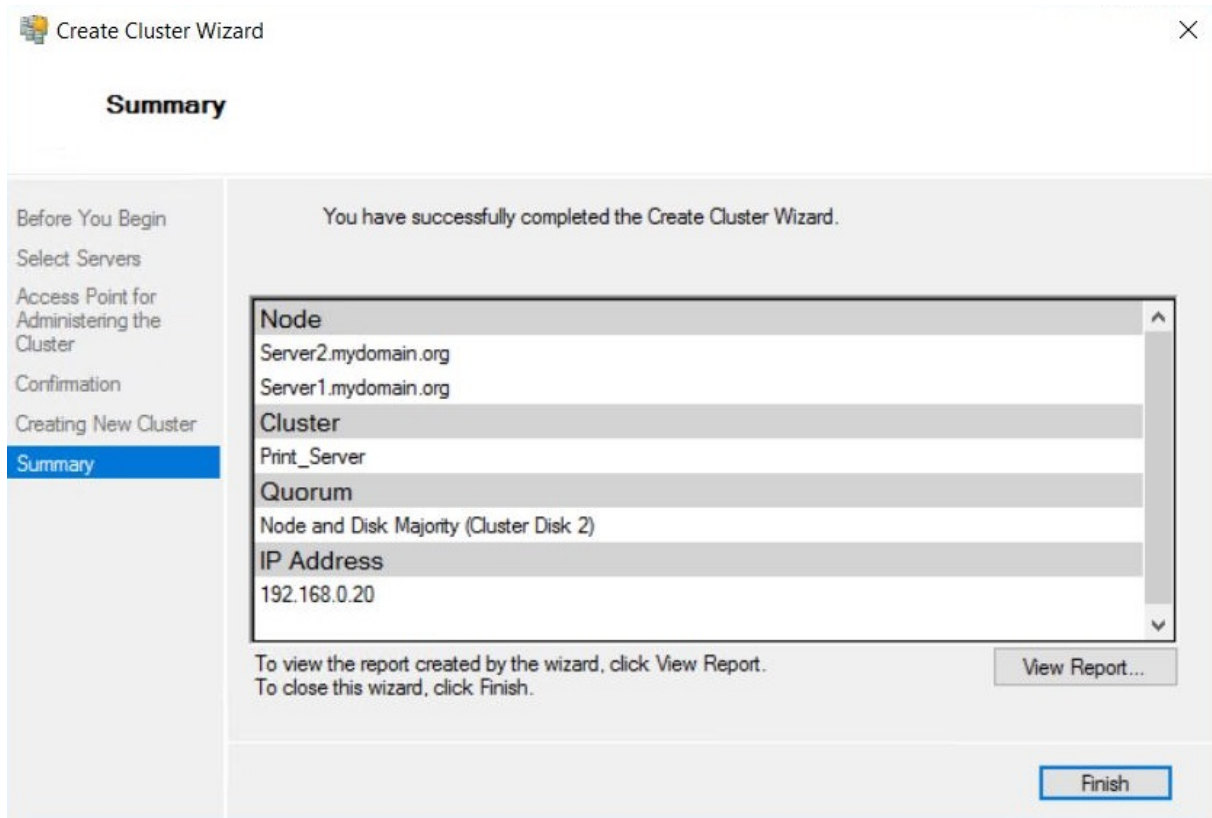 Create Cluster Wizard
Summary
Before You Begin
Select Servers
Access Point for
Administering the
Cluster
Confirmation
Creating New Cluster
Summary
You have successfully completed the Create Cluster Wizard.
Node
Server2.mydomain.org
Server1.mydomain.org
Cluster
Print_Server
Quorum
Node and Disk Majority (Cluster Disk 2)
IP Address
192.168.0.20
To view the report created by the wizard, click View Report.
To close this wizard, click Finish.
View Report...
Finish